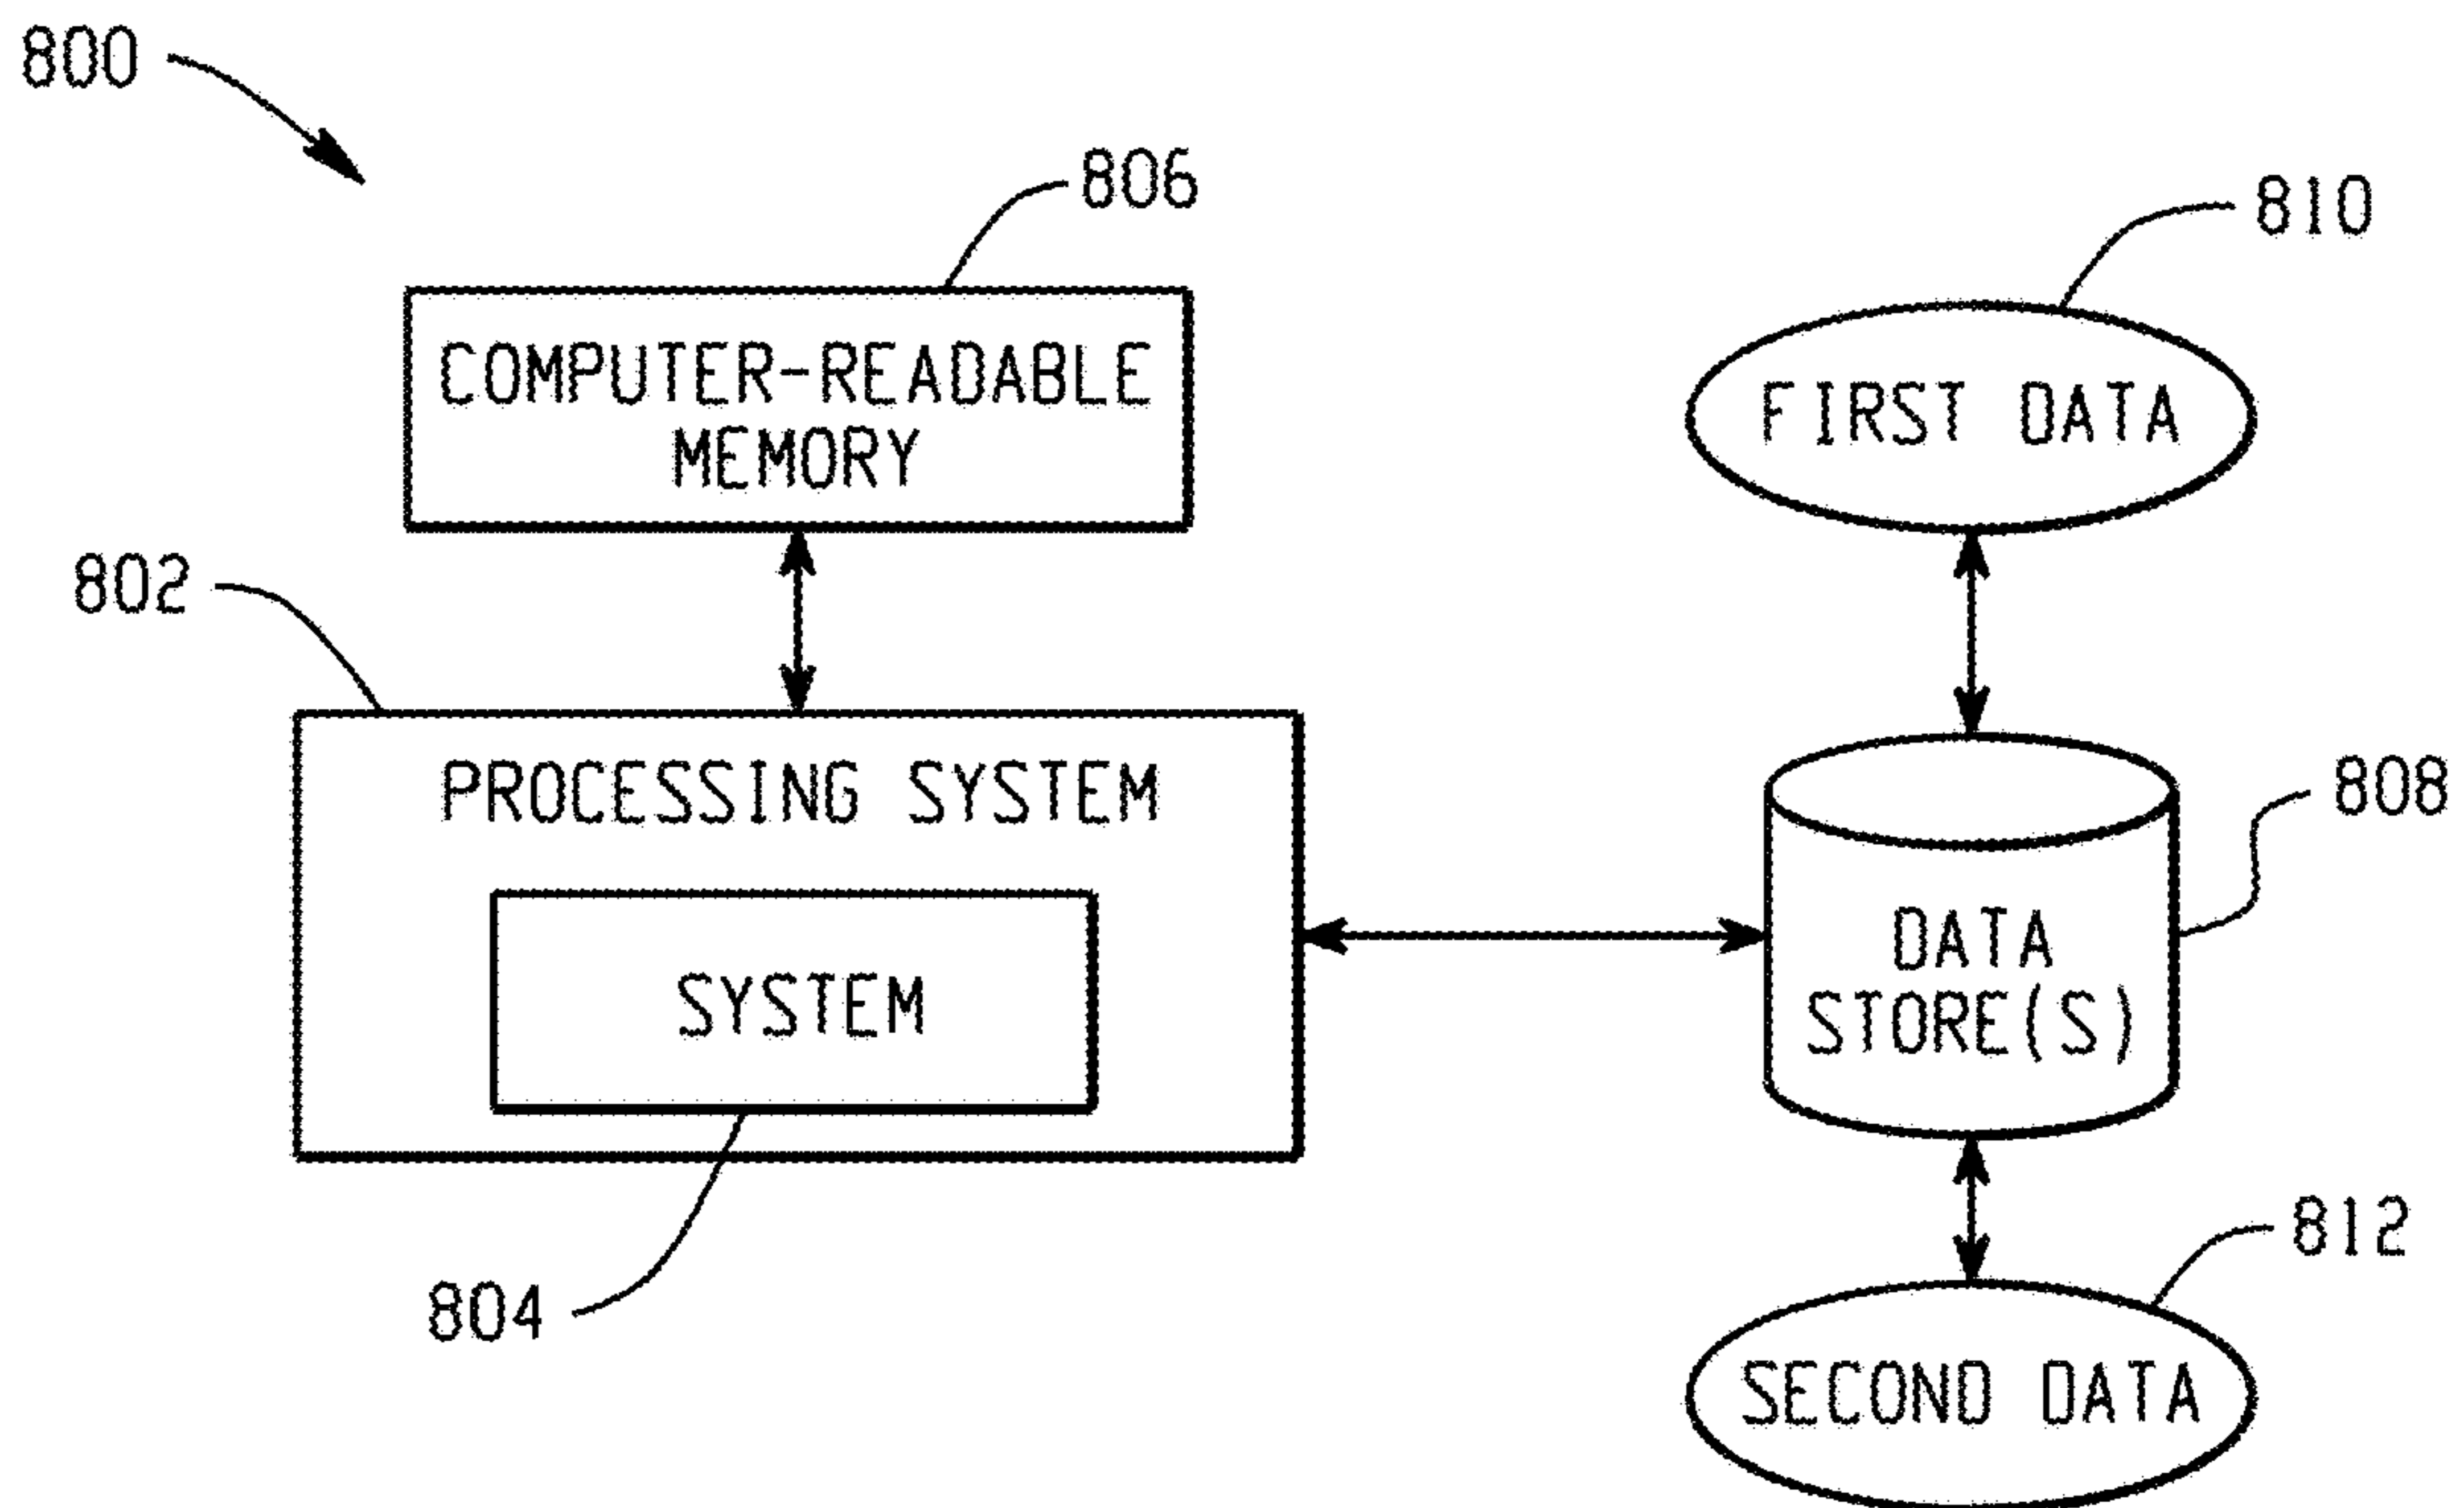 800
806
COMPUTER-READABLE
MEMORY
810
FIRST DATA
802
PROCESSING SYSTEM
SYSTEM
804
808
DATA
STORE(S)
812
SECOND DATA